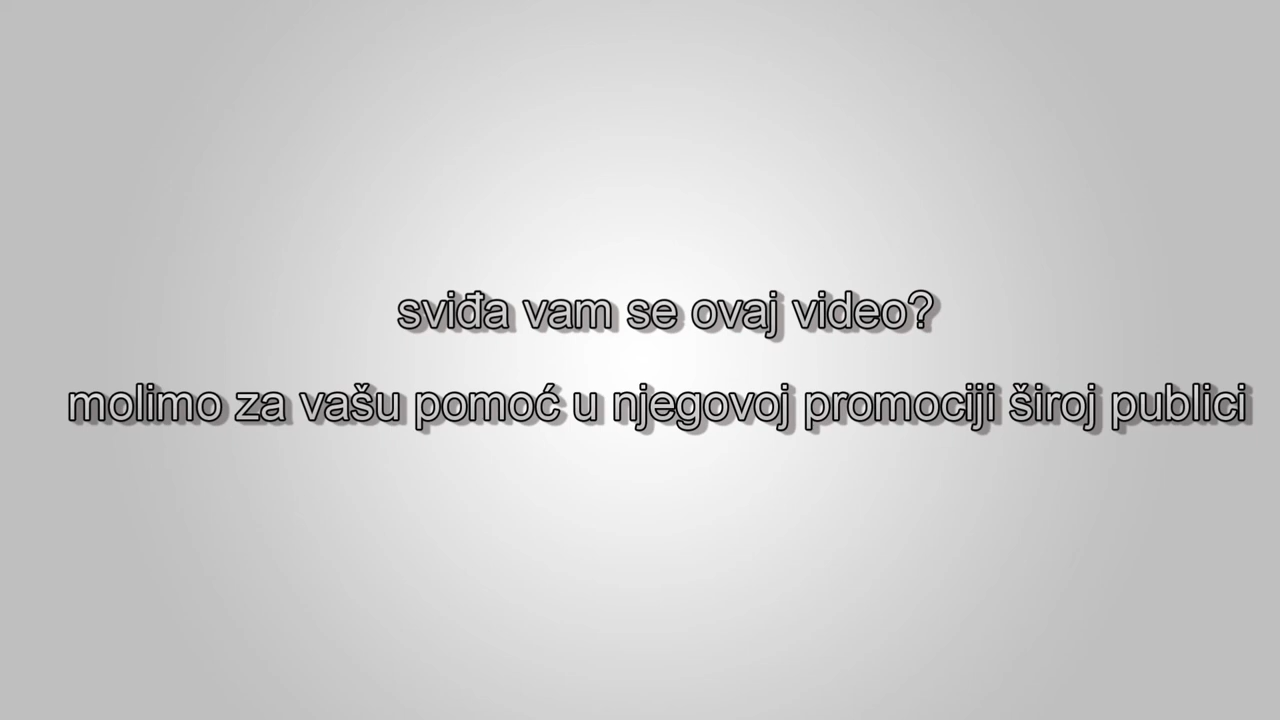 sviđa vam se ovaj video?
molimo za vašu pomoć u njegovoj promociji široj publici